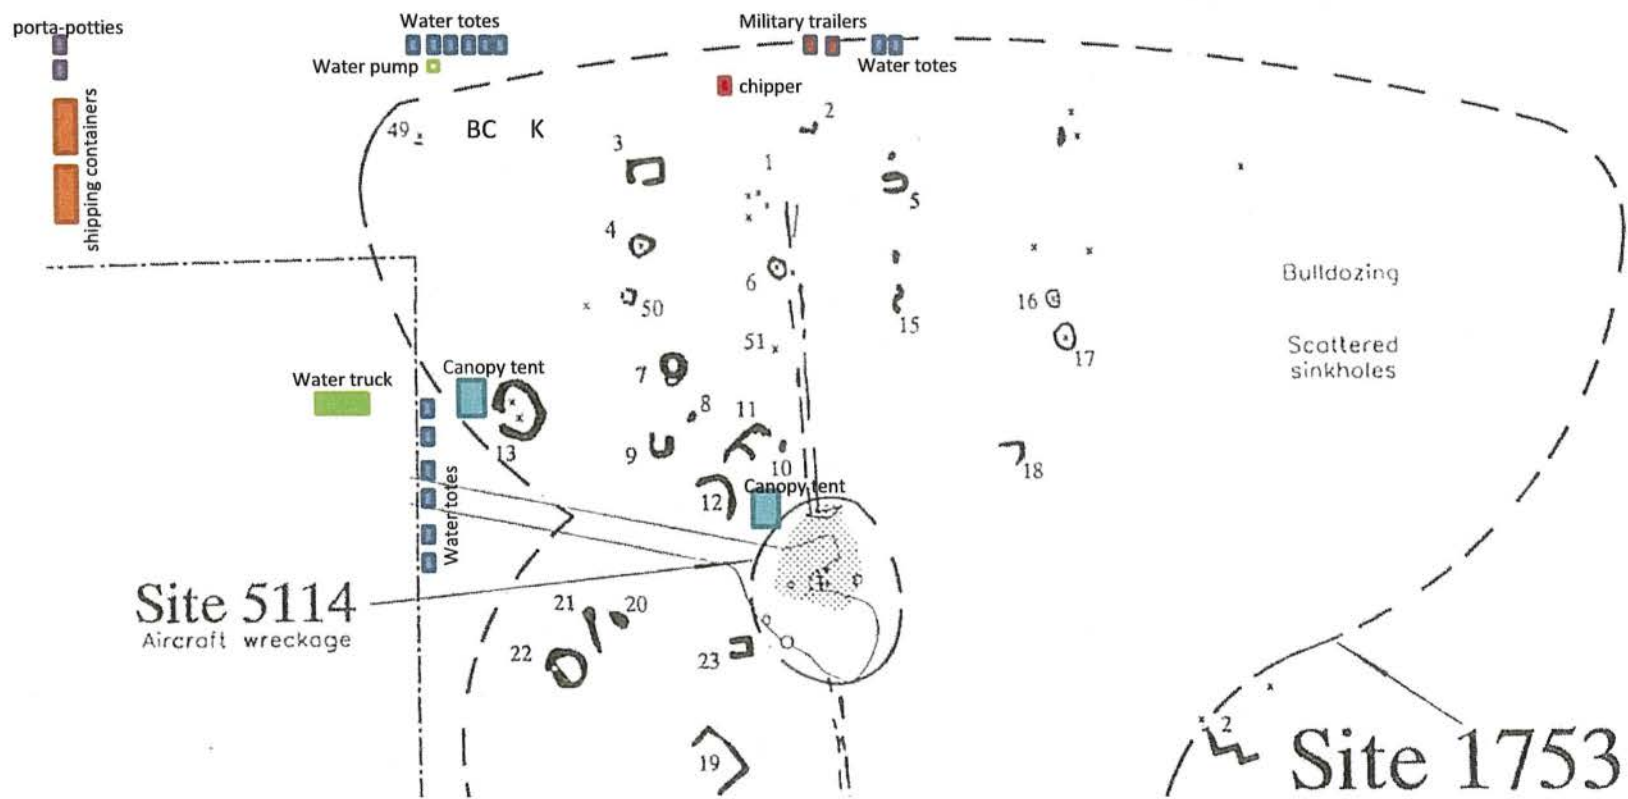 porta-potties
Water totes
Military trailers
Water pump
Water totes
chipper
shipping containers
49
BC K
2
3
1
5
4
6
50
16
15
Bulldozing
51
17
Scattered
sinkholes
7
Water truck
Canopy tent
8
11
13
9
10
18
12
Canopy tent
Water totes
Site 5114
Aircraft wreckage
21
20
22
23
19
2
Site 1753